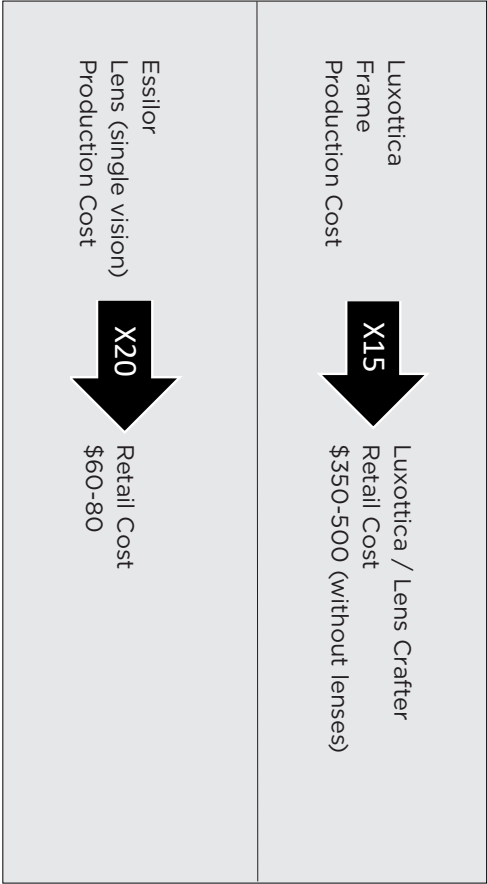 Luxottica
Frame
Production Cost
X15
Luxottica / Lens Crafter
Retail Cost
$350-500 (without lenses)
Essilor
Lens (single vision)
Production Cost
X20
Retail Cost
$60-80